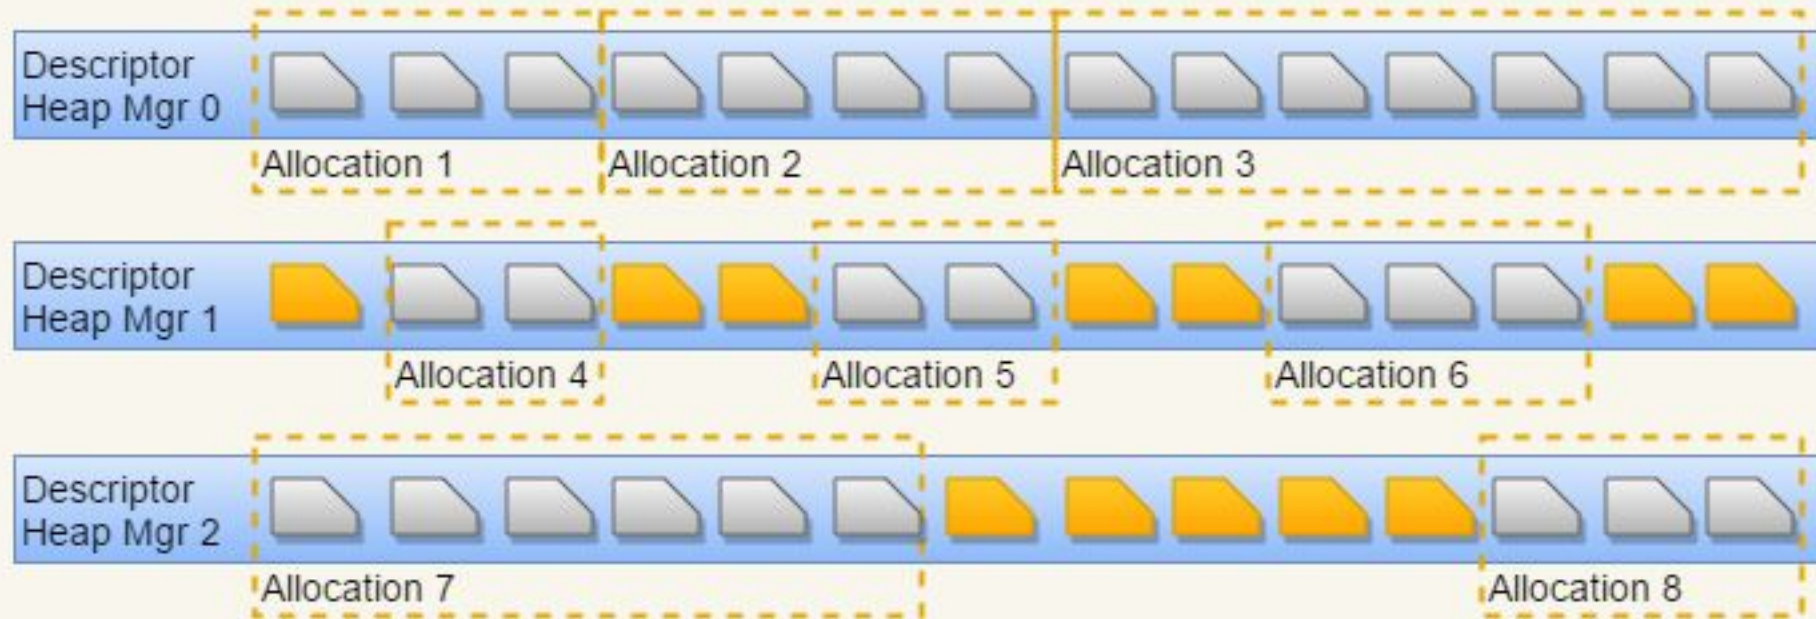 Descriptor
Heap Mgr 0
Allocation 1
Allocation 2
Allocation 3
Descriptor
Heap Mgr 1
Allocation 4
Allocation 5
Allocation 6
Descriptor
Heap Mgr 2
Allocation 7
Allocation 8